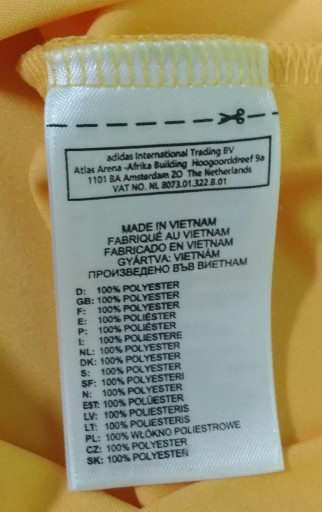 adidas International Trading BV
Atlas Arena -Afrika Building Hoogoorddreef 9a
1101 BA Amsterdam ZO The Netherlands
VAT NO. NL 8073.01.322.B.01
MADE IN VIETNAM
FABRIQUÉ AU VIETNAM
FABRICADO EN VIETNAM
GYÁRTVA: VIETNÁM
ПРОИЗВЕДЕНО ВЪВ ВИЕТНАМ
D: 100% POLYESTER
GB: 100% POLYESTER
F: 100% POLYESTER
E: 100% POLIÉSTER
P: 100% POLIÉSTER
I: 100% POLIESTERE
NL: 100% POLYESTER
DK: 100% POLYESTER
S: 100% POLYESTER
SF: 100% POLYESTERI
N: 100% POLYESTER
EST: 100% POLÜESTER
LV: 100% POLIESTERIS
LT: 100% POLIESTERIS
PL: 100% WŁÓKNO POLIESTROWE
CZ: 100% POLYESTER
SK: 100% POLYESTER